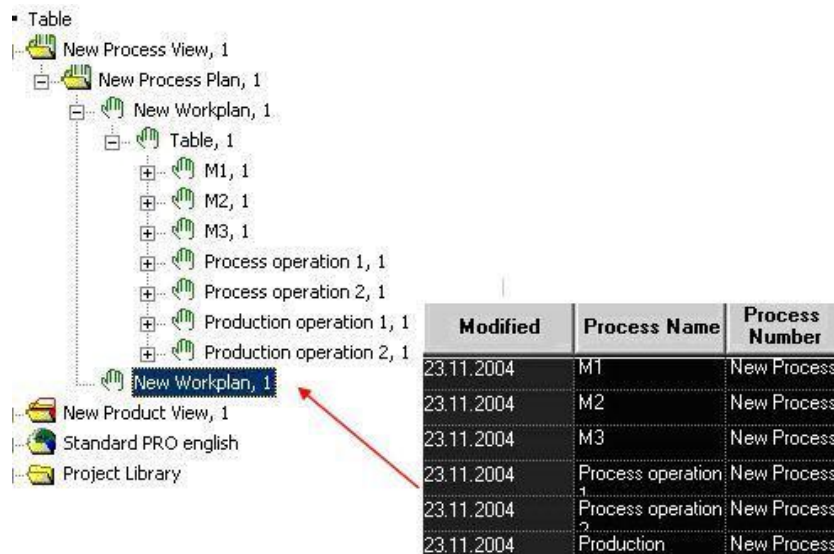 Table
New Process View, 1
New Process Plan, 1
New Workplan, 1
Table, 1
M1, 1
M2, 1
M3, 1
Process operation 1, 1
Process operation 2, 1
Production operation 1, 1
Production operation 2, 1
New Workplan, 1
New Product View, 1
Standard PRO english
Project Library
Modified Process Name Process
Number
23.11.2004 M1 New Process
23.11.2004 M2 New Process
23.11.2004 M3 New Process
23.11.2004 Process operation New Process
23.11.2004 Process operation New Process
23.11.2004 Production New Process